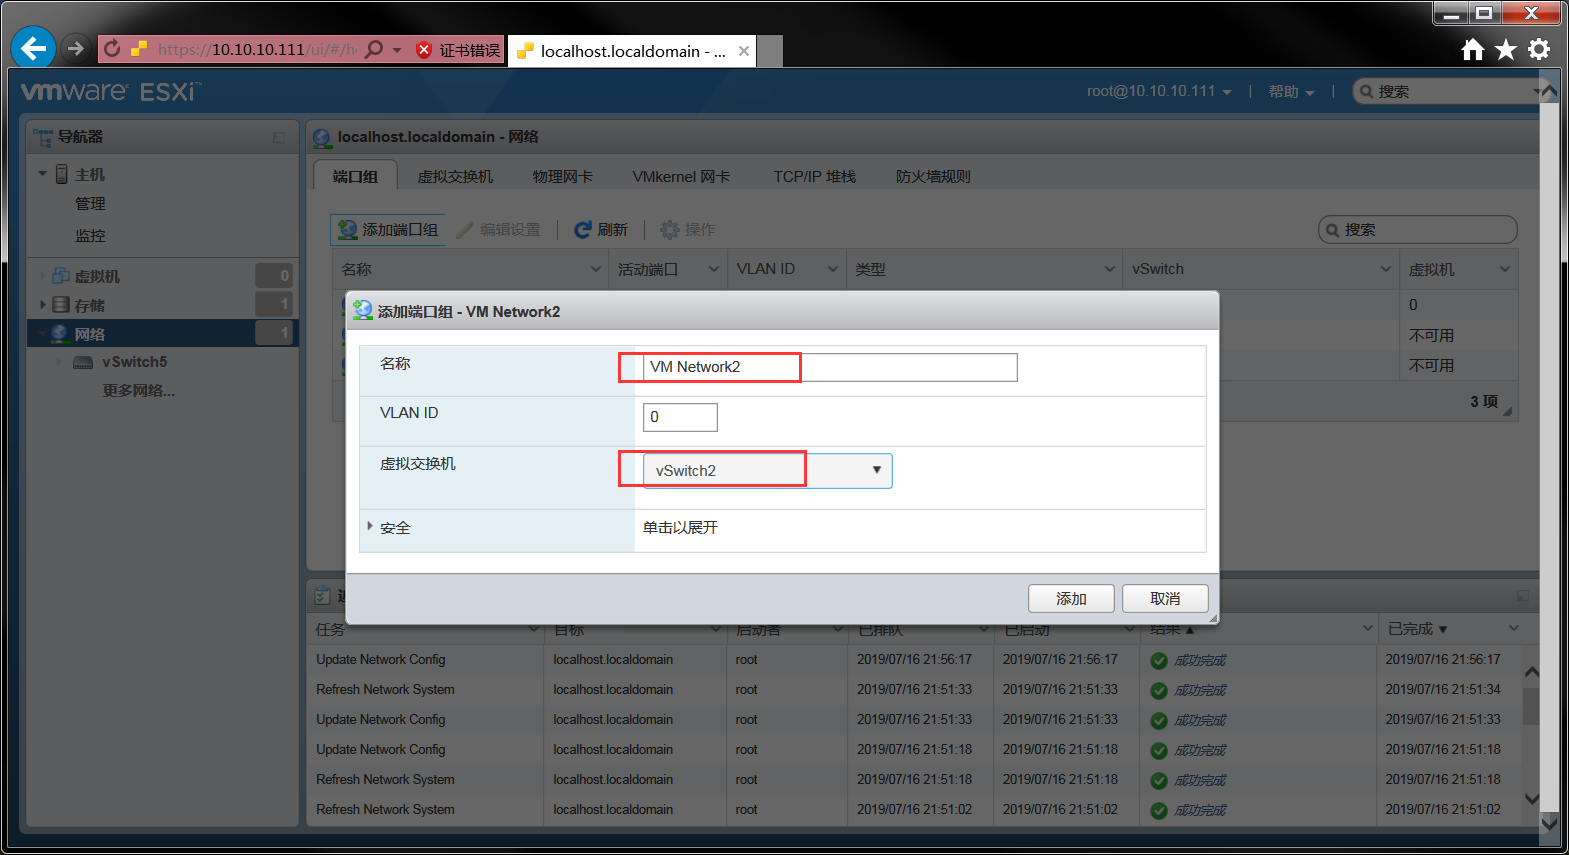 https://10.10.10.111/ui/#/h
证书错误
localhost.localdomain - ...
vmware ESXi™
root@10.10.10.111
|
帮助
|
搜索
导航器
主机
管理
监控
虚拟机 0
存储 1
网络 1
vSwitch5
更多网络...
localhost.localdomain - 网络
端口组 虚拟交换机 物理网卡 VMkernel 网卡 TCP/IP 堆栈 防火墙规则
添加端口组 编辑设置 刷新 操作 搜索
名称 活动端口 VLAN ID 类型 vSwitch 虚拟机
0
不可用
不可用
3 项
添加端口组 - VM Network2
名称 VM Network2
VLAN ID 0
虚拟交换机 vSwitch2
安全 单击以展开
添加 取消
任务 目标 启动者 已排队 已启动 结果 已完成
Update Network Config localhost.localdomain root 2019/07/16 21:56:17 2019/07/16 21:56:17 成功完成 2019/07/16 21:56:17
Refresh Network System localhost.localdomain root 2019/07/16 21:51:33 2019/07/16 21:51:33 成功完成 2019/07/16 21:51:34
Update Network Config localhost.localdomain root 2019/07/16 21:51:33 2019/07/16 21:51:33 成功完成 2019/07/16 21:51:33
Update Network Config localhost.localdomain root 2019/07/16 21:51:18 2019/07/16 21:51:18 成功完成 2019/07/16 21:51:18
Refresh Network System localhost.localdomain root 2019/07/16 21:51:18 2019/07/16 21:51:18 成功完成 2019/07/16 21:51:18
Refresh Network System localhost.localdomain root 2019/07/16 21:51:02 2019/07/16 21:51:02 成功完成 2019/07/16 21:51:02